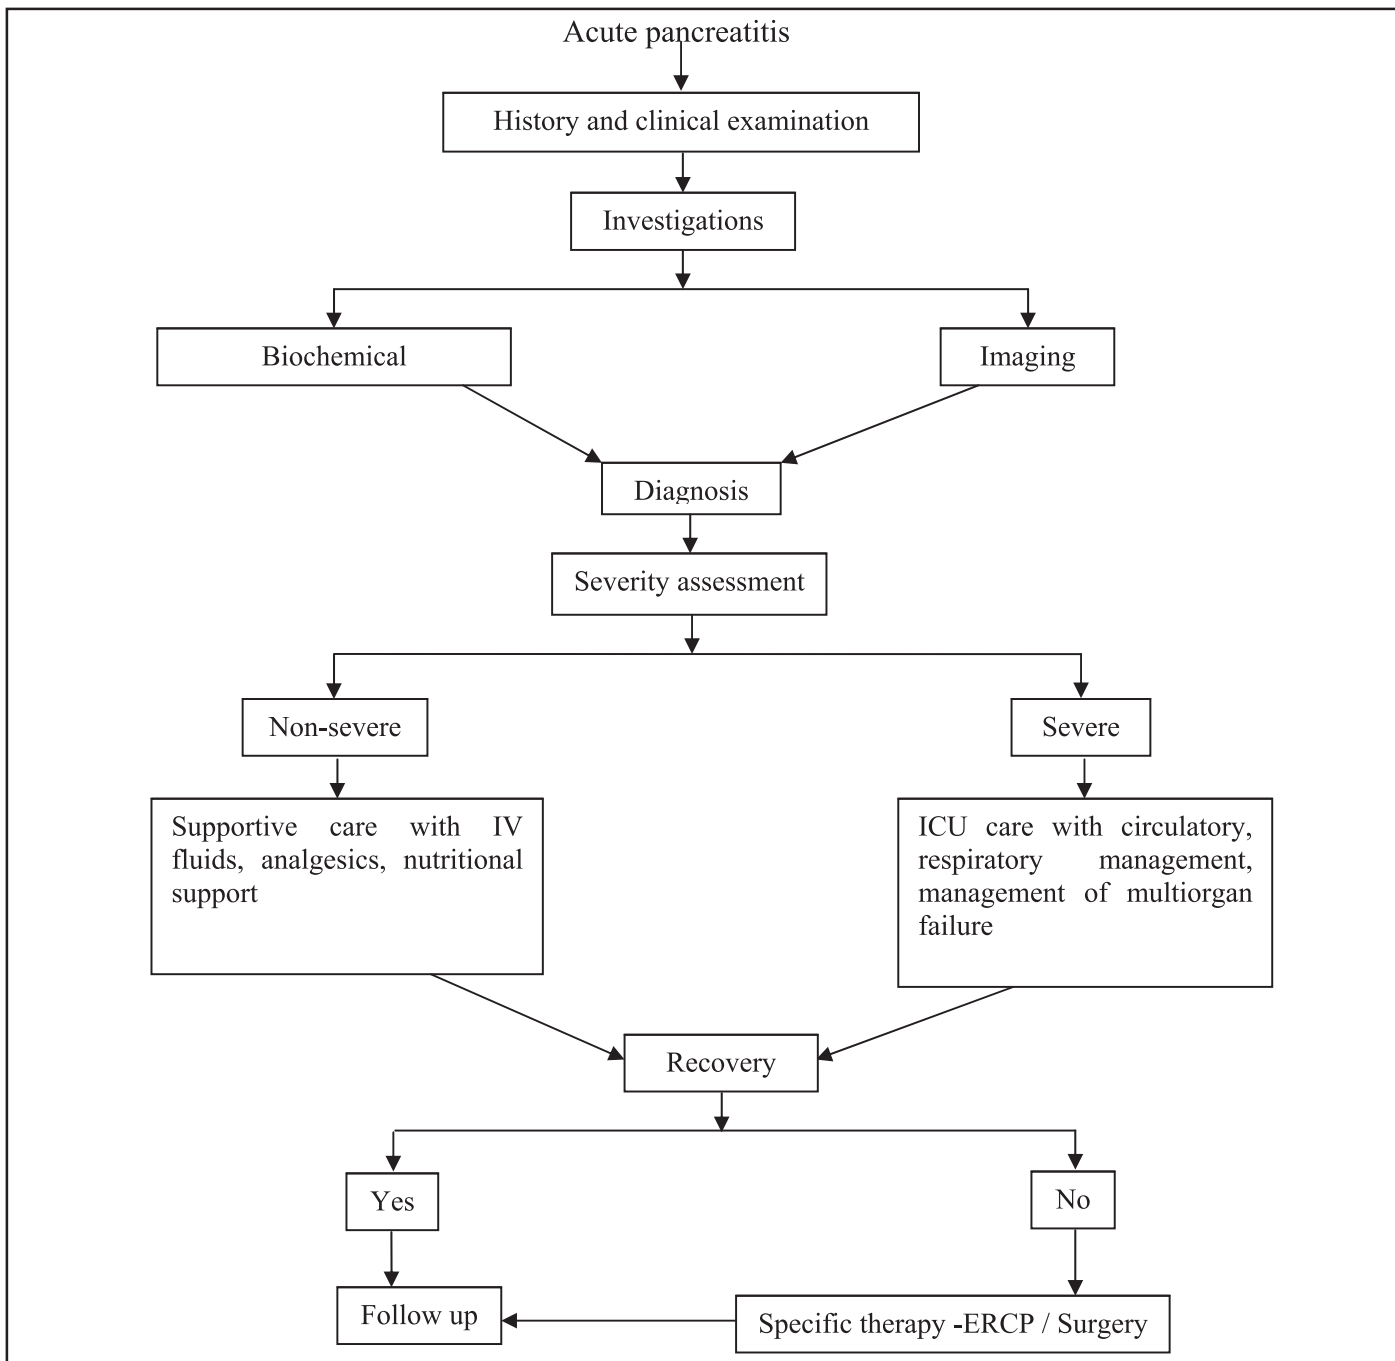 Acute pancreatitis
History and clinical examination
Investigations
Biochemical
Imaging
Diagnosis
Severity assessment
Non-severe
Severe
Supportive care with IV
fluids, analgesics, nutritional
support
ICU care with circulatory,
respiratory management,
management of multiorgan
failure
Recovery
Yes
No
Follow up
Specific therapy -ERCP / Surgery